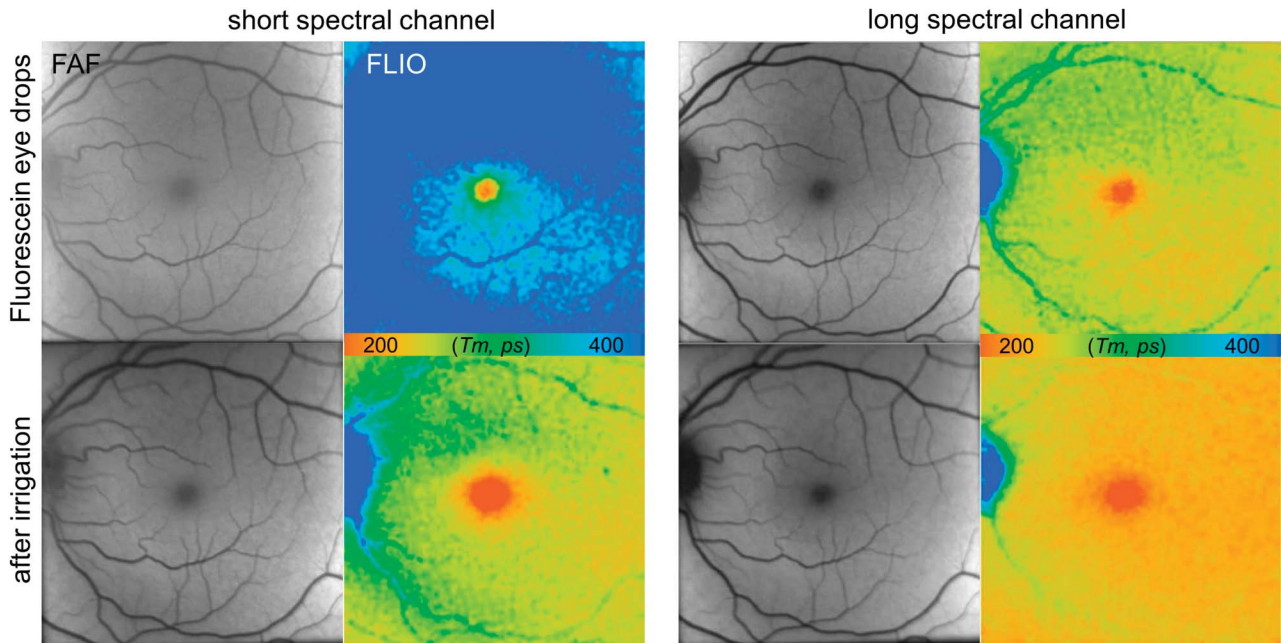 short spectral channel
long spectral channel
Fluorescein eye drops
FAF
FLIO
200 (Tm, ps) 400
200 (Tm, ps) 400
after irrigation